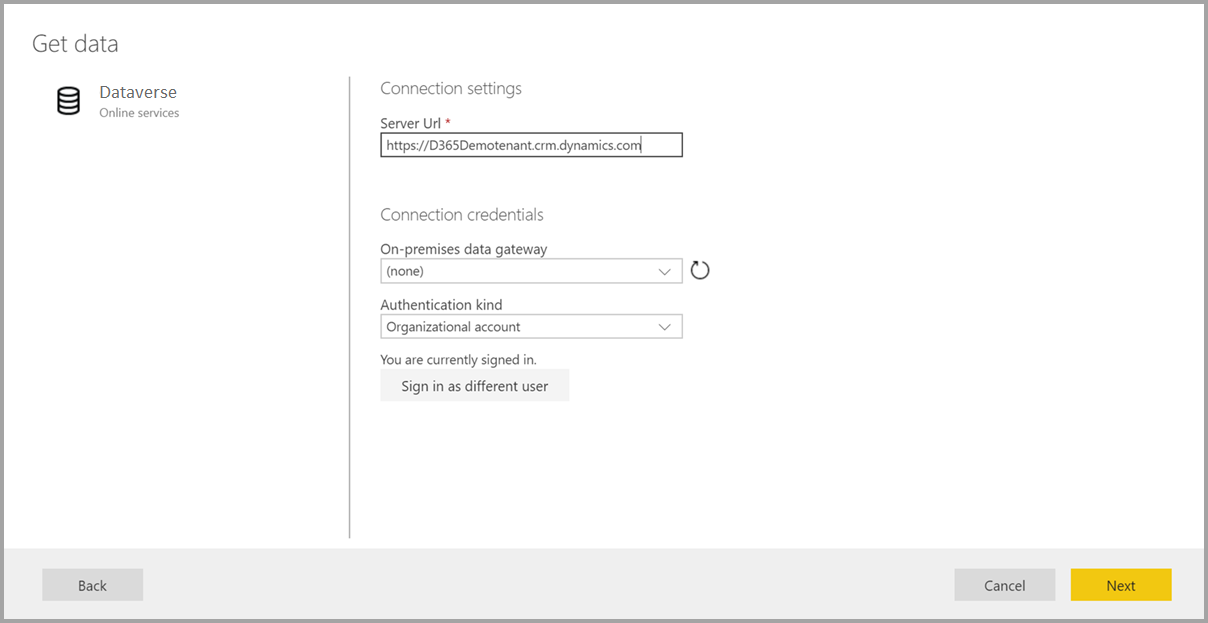 Get data
Dataverse
Online services
Connection settings
Server Url *
https://D365Demotenant.crm.dynamics.com
Connection credentials
On-premises data gateway
(none)
Authentication kind
Organizational account
You are currently signed in.
Sign in as different user
Back
Cancel
Next